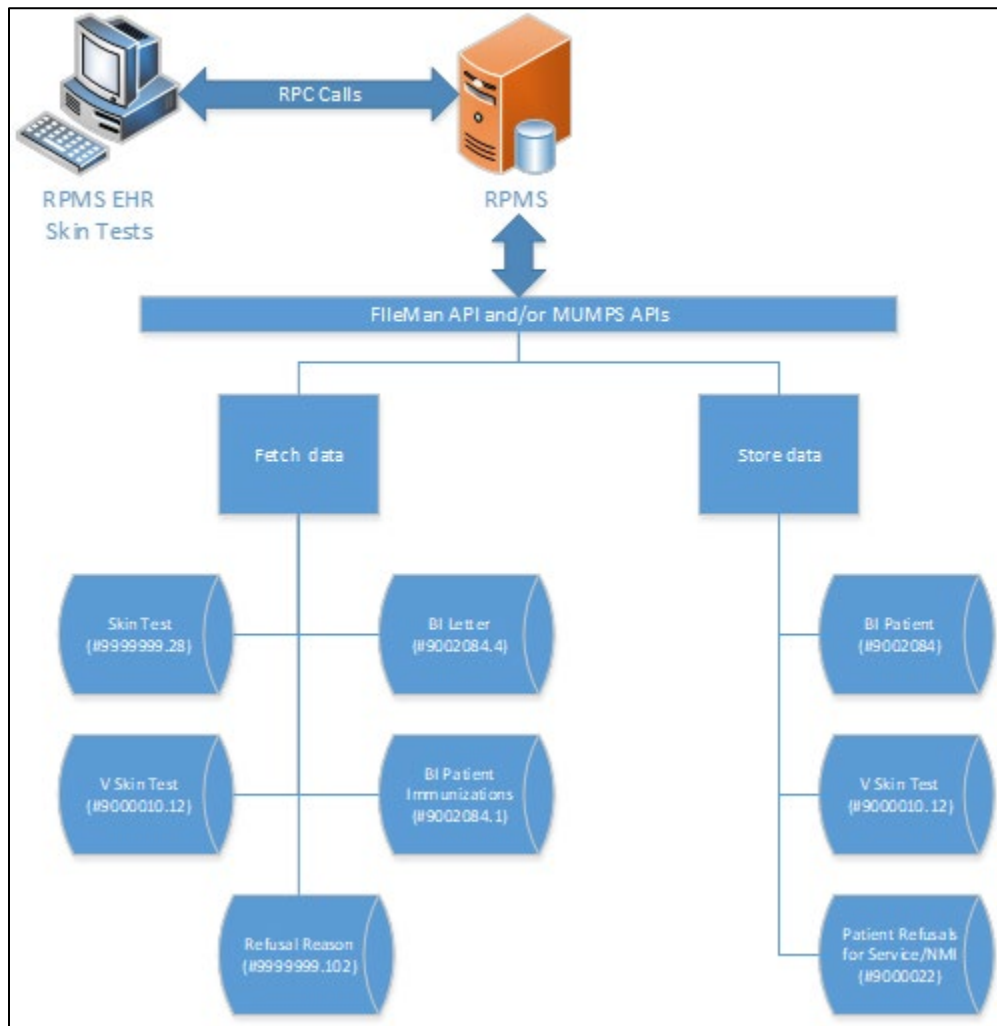 RPC Calls
RPMS EHR
Skin Tests
RPMS
FIleMan API and/or MUMPS APIs
Fetch data
Store data
Skin Test
(#9999999.28)
BI Letter
(#9002084.4)
BI Patient
(#9002084)
V Skin Test
(#9000010.12)
BI Patient
Immunizations
(#9002084.1)
V Skin Test
(#9000010.12)
Refusal Reason
(#9999999.102)
Patient Refusals
for Service/NMI
(#9000022)